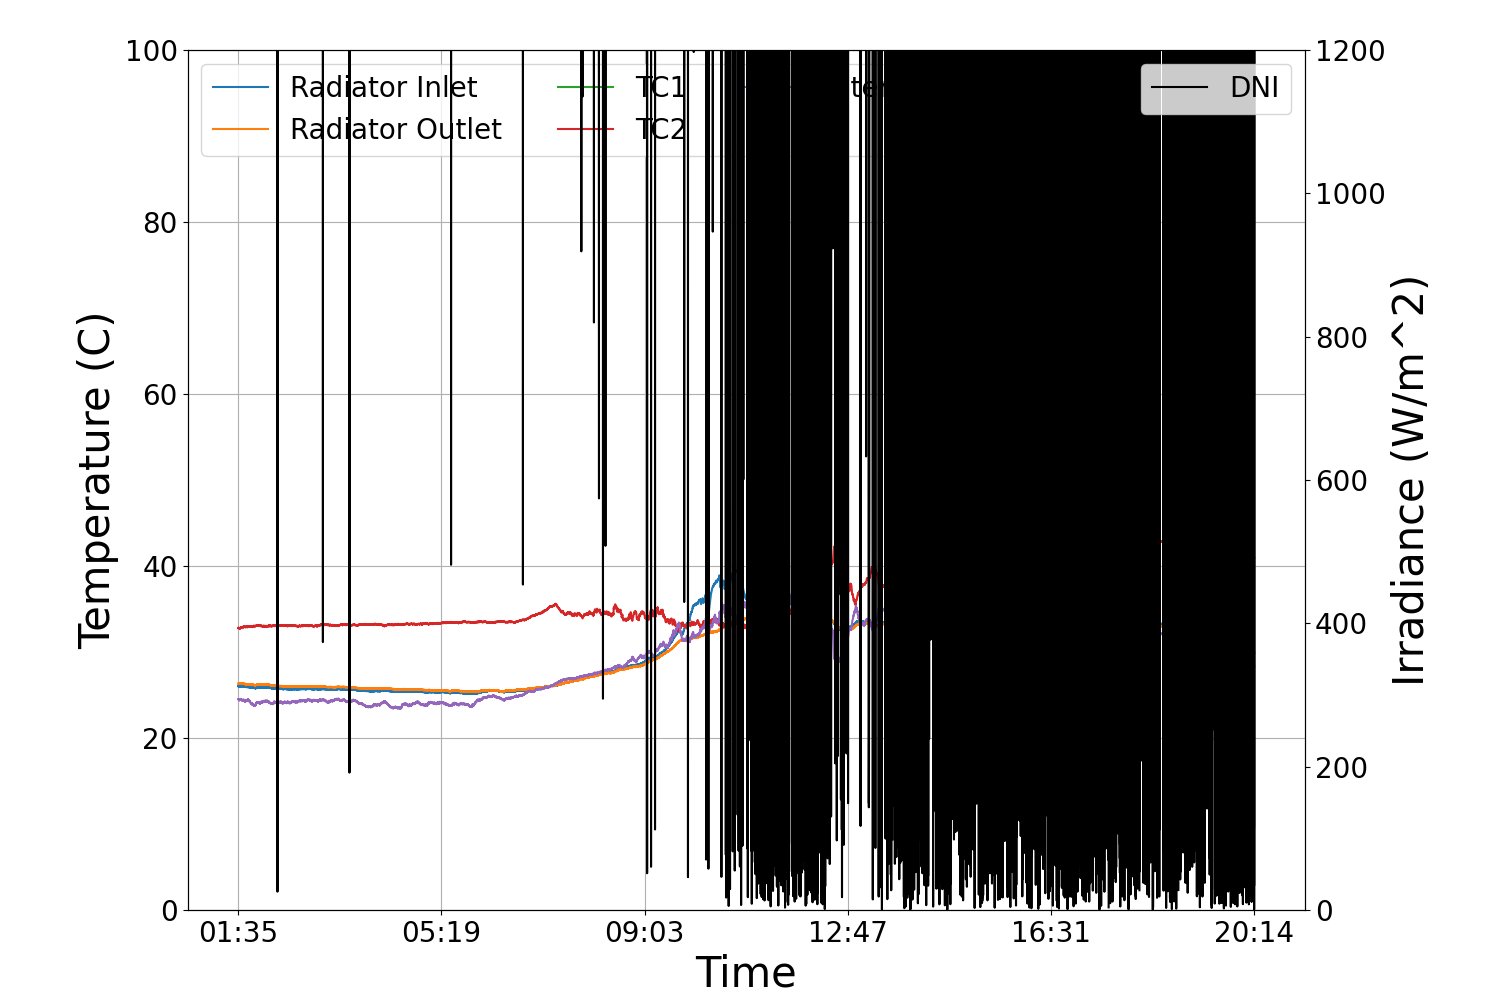 100
80
60
40
20
0
Temperature (C)
Radiator Inlet
Radiator Outlet
TC1
TC2
DNI
1200
1000
800
600
400
200
0
Irradiance (W/m^2)
01:35 05:19 09:03 12:47 16:31 20:14
Time